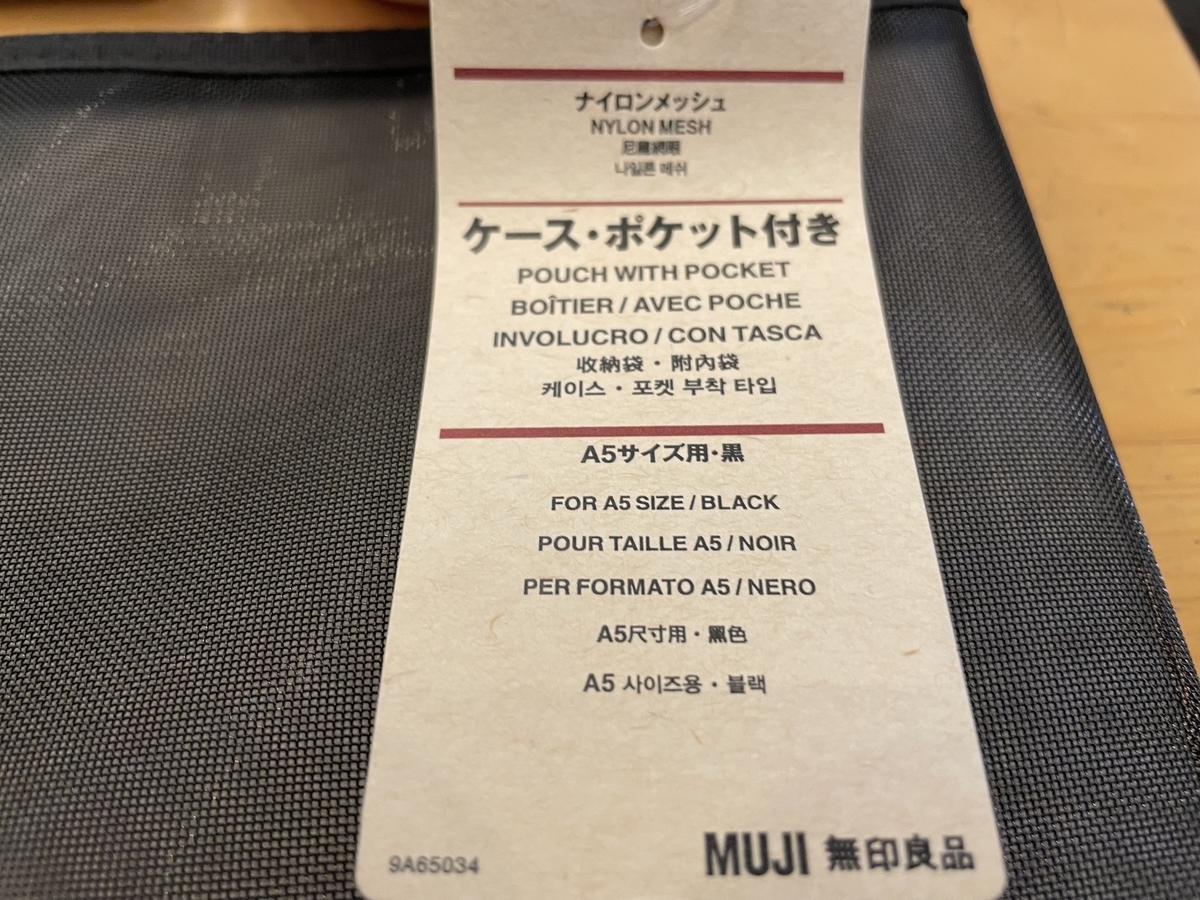 ナイロンメッシュ
NYLON MESH
尼龍網眼
나일론 메쉬
ケース・ポケット付き
POUCH WITH POCKET
BOÎTIER / AVEC POCHE
INVOLUCRO / CON TASCA
收納袋・附內袋
케이스・포켓 부착 타입
A5サイズ用・黒
FOR A5 SIZE / BLACK
POUR TAILLE A5 / NOIR
PER FORMATO A5 / NERO
A5尺寸用・黑色
A5 사이즈용・블랙
9A65034
MUJI 無印良品